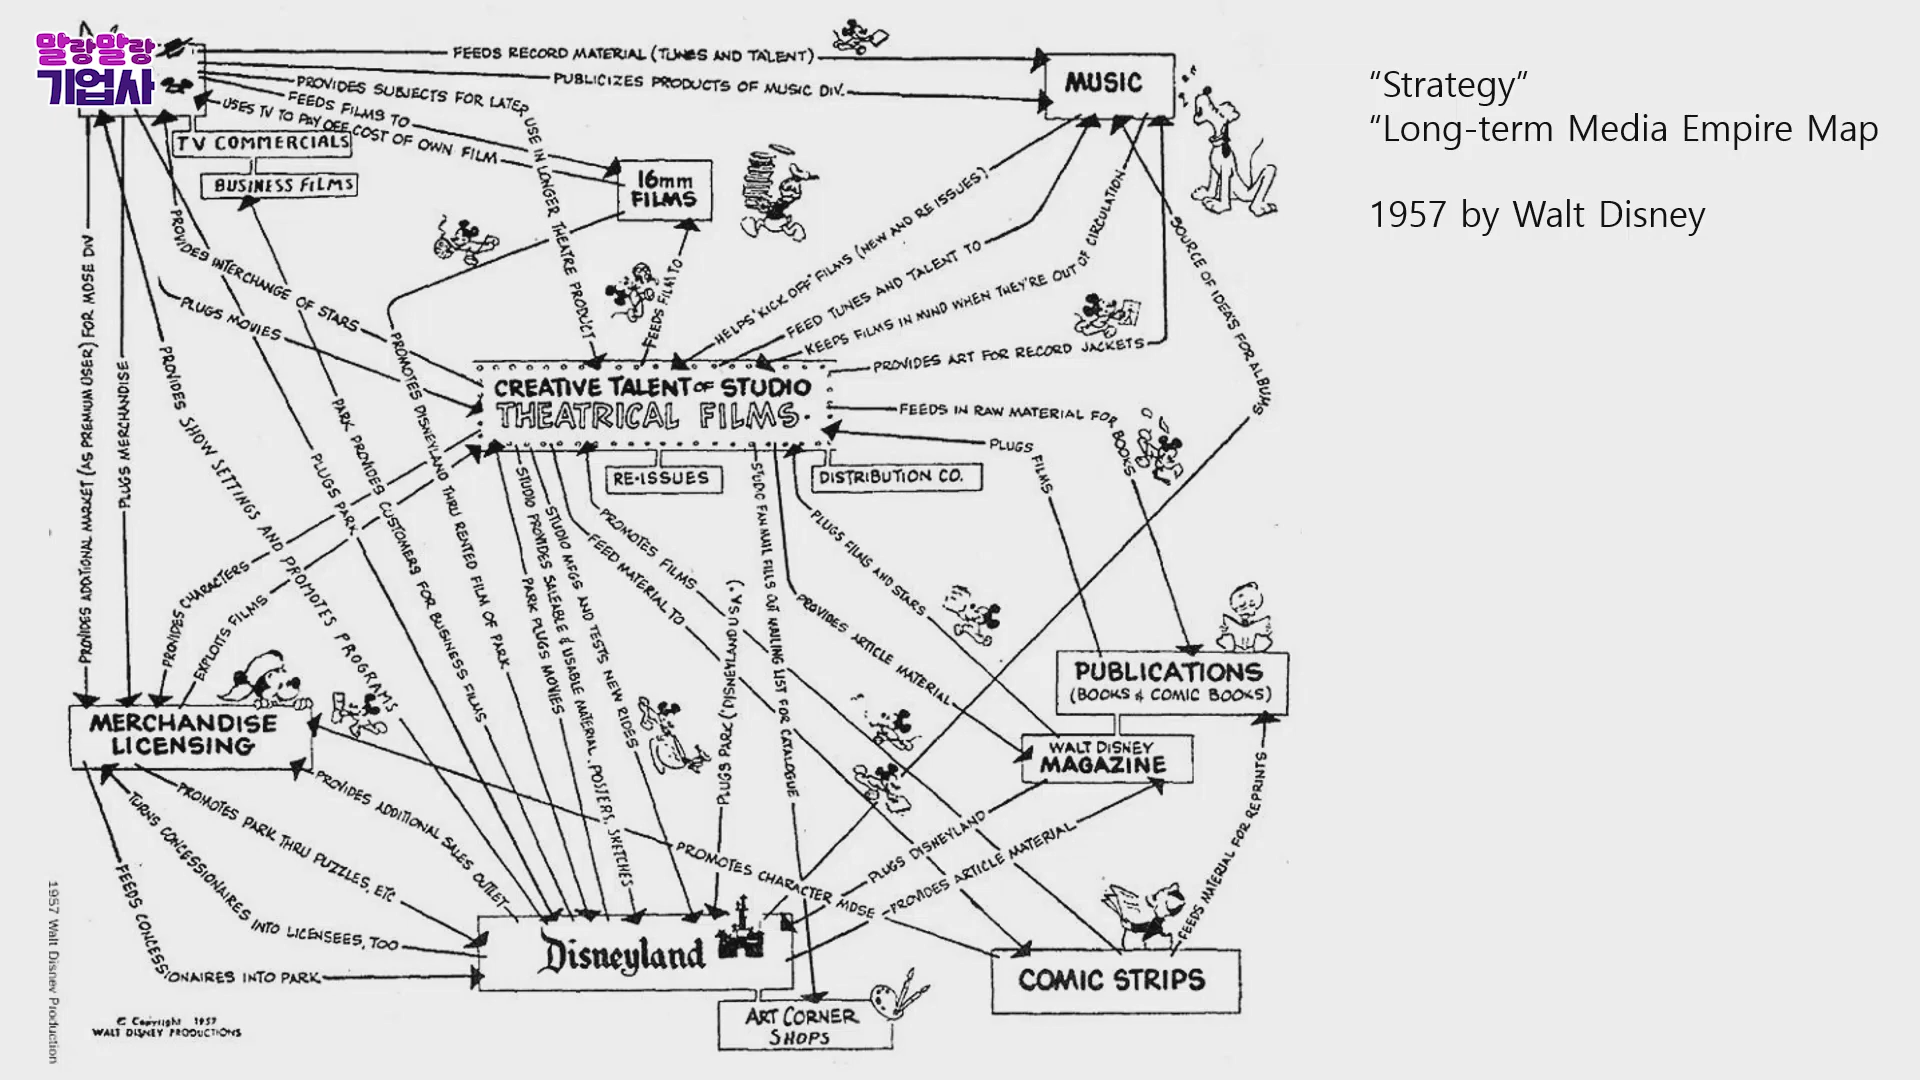 말랑말랑
기업사
"Strategy"
"Long-term Media Empire Map
1957 by Walt Disney
FEEDS RECORD MATERIAL (TUNES AND TALENT)
PUBLICIZES PRODUCTS OF MUSIC DIV.
PROVIDES SUBJECTS FOR LATER USE IN LONGER THEATRE PRODUCT
FEEDS FILMS TO
USES TV TO PAY OFF COST OF OWN FILM
MUSIC
TV COMMERCIALS
BUSINESS FILMS
16mm
FILMS
PROVIDES INTERCHANGE OF STARS
PLUGS MOVIES
FEEDS FILM TO
HELPS "KICK OFF" FILMS (NEW AND RE ISSUES)
FEED TUNES AND TALENT TO
KEEPS FILMS IN MIND WHEN THEY'RE OUT OF CIRCULATION
PROVIDES ART FOR RECORD JACKETS
SOURCE OF IDEA'S FOR ALBUMS
PROVIDES ADDITIONAL MARKET (AS PREMIUM USER) FOR MDSE DIV
PLUGS MERCHANDISE
PROVIDES SHOW SETTINGS AND PROMOTES PROGRAMS
PLUGS PARK
PARK PROVIDES CUSTOMERS FOR BUSINESS FILMS
PROMOTES DISNEYLAND THRU RENTED FILM OF PARK
CREATIVE TALENT OF STUDIO
THEATRICAL FILMS.
RE-ISSUES
DISTRIBUTION CO.
FEEDS IN RAW MATERIAL FOR BOOKS
PLUGS FILMS
PROVIDES CHARACTERS
EXPLOITS FILMS
PARK PLUGS MOVIES
STUDIO PROVIDES SALEABLE & USABLE MATERIAL, POSTERS, SKETCHES
STUDIO MFGS AND TESTS NEW RIDES
FEED MATERIAL TO
PROMOTES FILMS
PLUGS PARK ("DISNEYLAND U.S.A.")
STUDIO FAN MAIL FILLS OUT MAILING LIST FOR CATALOGUE
PROVIDES ARTICLE MATERIAL
PLUGS FILMS AND STARS
PUBLICATIONS
(BOOKS & COMIC BOOKS)
WALT DISNEY
MAGAZINE
MERCHANDISE
LICENSING
PROVIDES ADDITIONAL SALES OUTLET
PROMOTES PARK THRU PUZZLES, ETC
TURNS CONCESSIONAIRES INTO LICENSEES, TOO
FEEDS CONCESSIONAIRES INTO PARK
PROMOTES CHARACTER MDSE
PLUGS DISNEYLAND
PROVIDES ARTICLE MATERIAL
FEEDS MATERIAL FOR REPRINTS
Disneyland
COMIC STRIPS
ART CORNER
SHOPS
© Copyright 1957
WALT DISNEY PRODUCTIONS
1957 Walt Disney Production